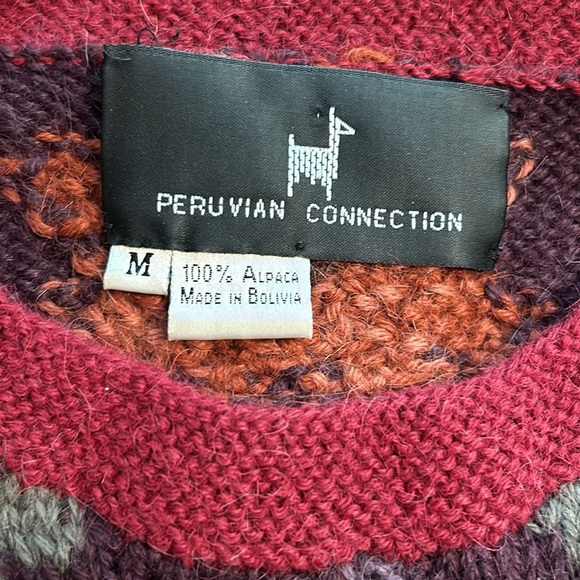 PERUVIAN CONNECTION
M
100% ALPACA
MADE IN BOLIVIA